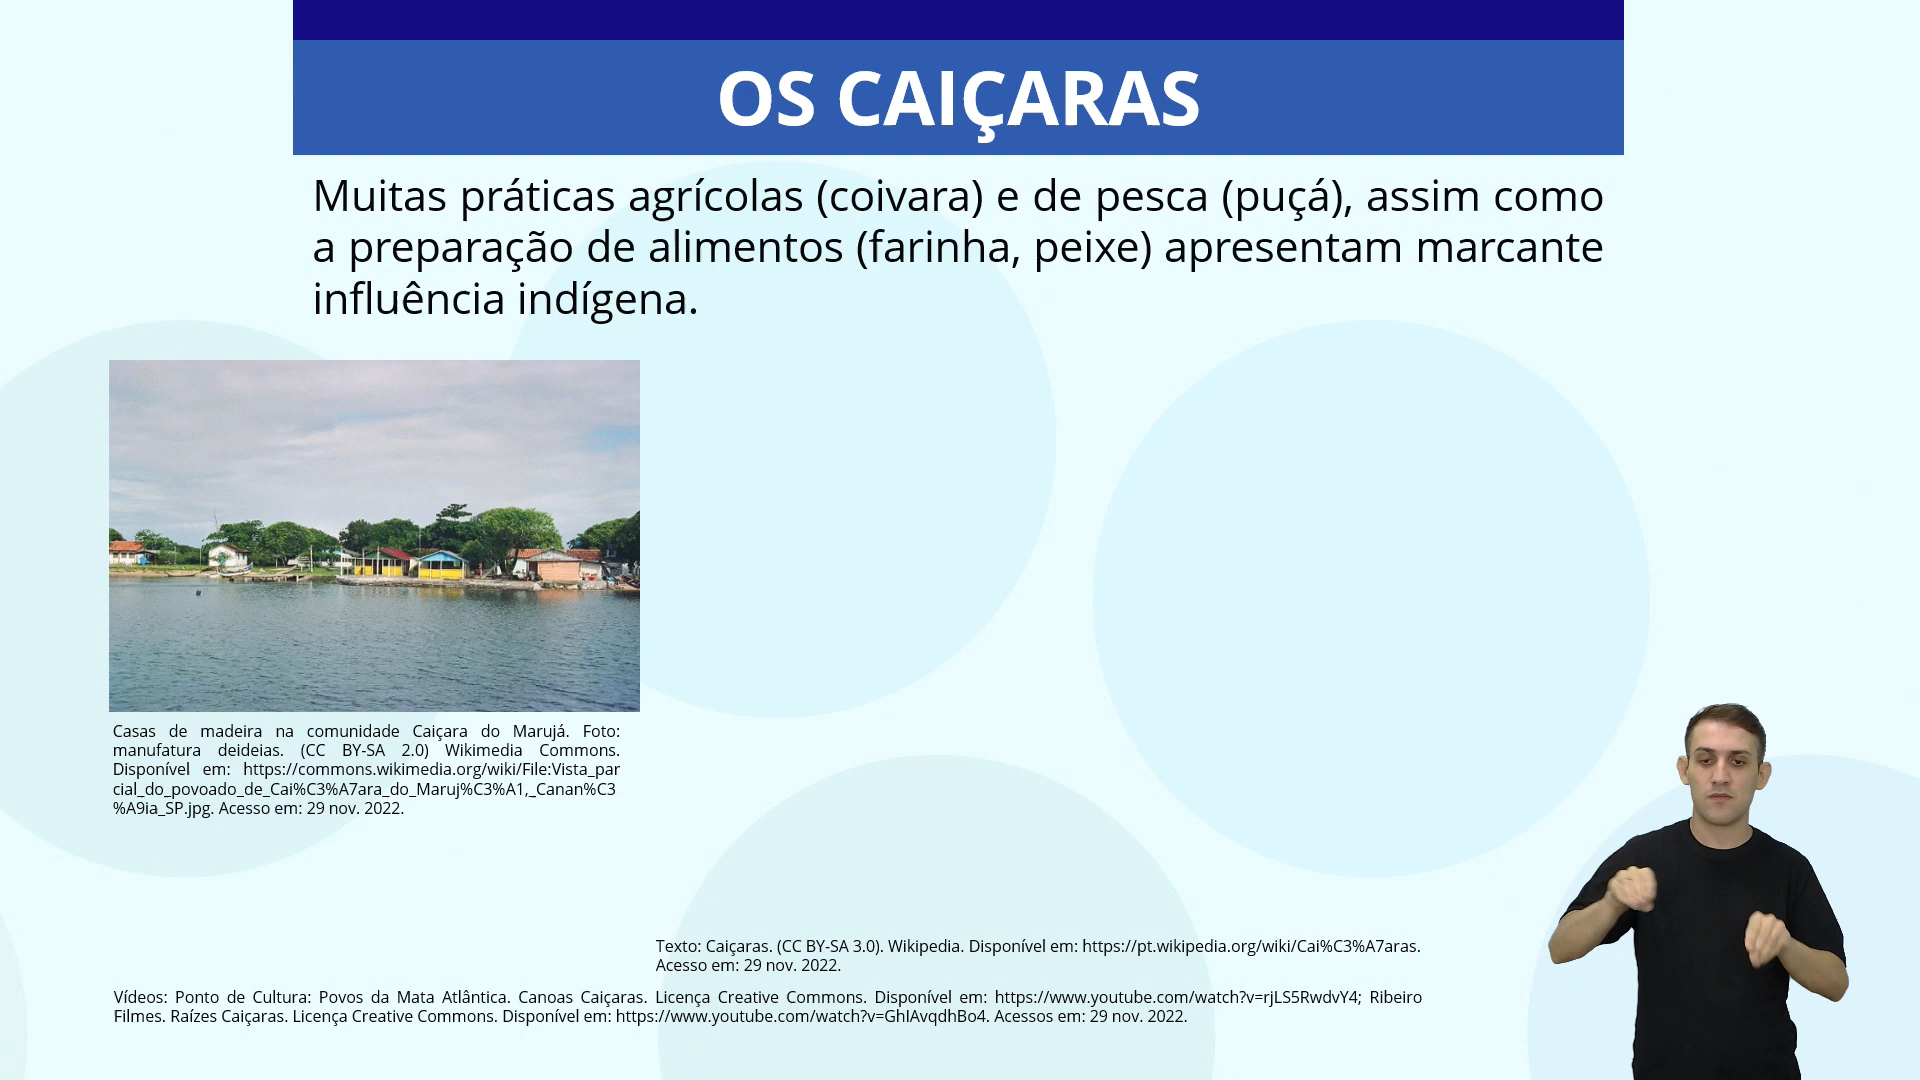 OS CAIÇARAS
Muitas práticas agrícolas (coivara) e de pesca (puçá), assim como
a preparação de alimentos (farinha, peixe) apresentam marcante
influência indígena.
Casas de madeira na comunidade Caiçara do Marujá. Foto:
manufatura deideias. (CC BY-SA 2.0) Wikimedia Commons.
Disponível em: https://commons.wikimedia.org/wiki/File:Vista_par
cial_do_povoado_de_Cai%C3%A7ara_do_Maruj%C3%A1,_Canan%C3
%A9ia_SP.jpg. Acesso em: 29 nov. 2022.
Texto: Caiçaras. (CC BY-SA 3.0). Wikipedia. Disponível em: https://pt.wikipedia.org/wiki/Cai%C3%A7aras.
Acesso em: 29 nov. 2022.
Vídeos: Ponto de Cultura: Povos da Mata Atlântica. Canoas Caiçaras. Licença Creative Commons. Disponível em: https://www.youtube.com/watch?v=rjLS5RwdvY4; Ribeiro
Filmes. Raízes Caiçaras. Licença Creative Commons. Disponível em: https://www.youtube.com/watch?v=GhIAvqdhBo4. Acessos em: 29 nov. 2022.